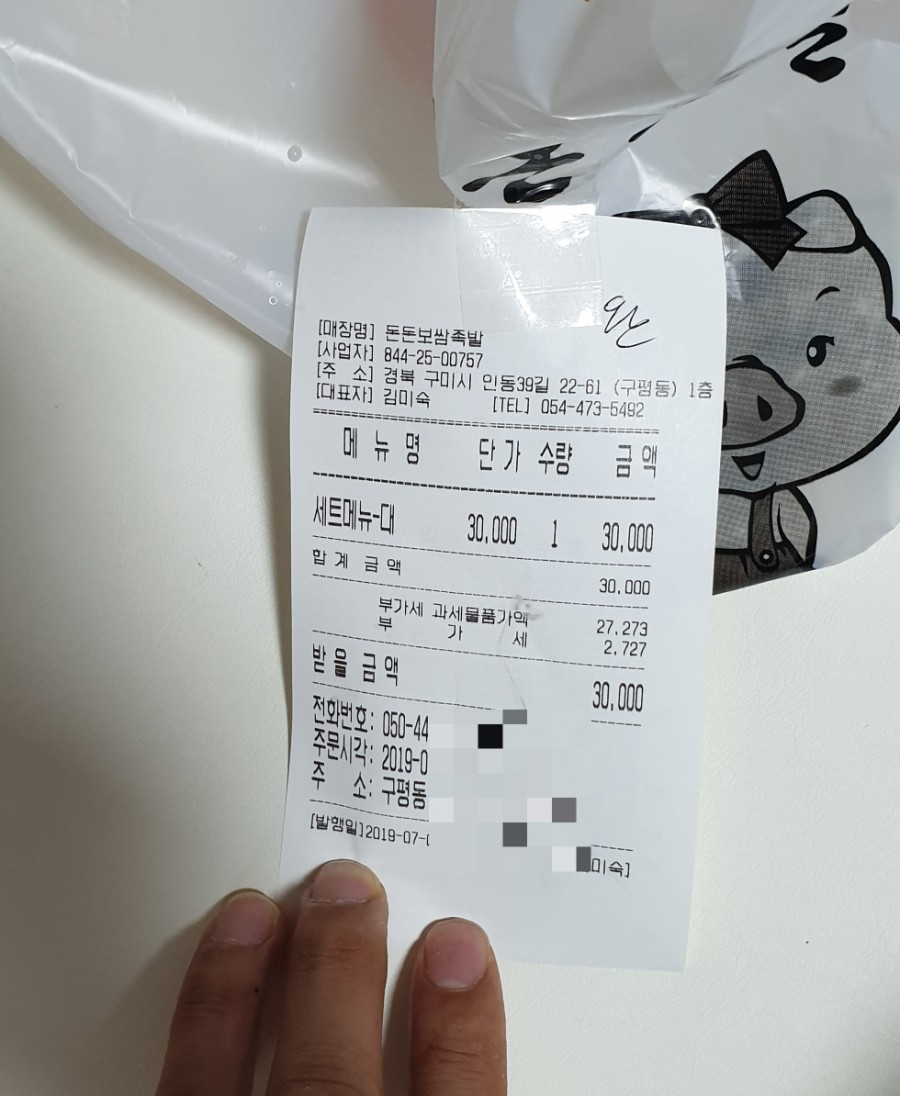 완
[매장명] 돈돈보쌈족발
[사업자] 844-25-00757
[주 소] 경북 구미시 인동39길 22-61 (구평동) 1층
[대표자] 김미숙 [TEL] 054-473-5492
메 뉴 명 단가 수량 금액
세트메뉴-대 30,000 1 30,000
합 계 금 액 30,000
부가세 과세물품가액 27,273
부 가 세 2,727
받 을 금 액 30,000
전화번호: 050-44
주문시각: 2019-0
주 소: 구평동
[발행일]2019-07-
미숙]